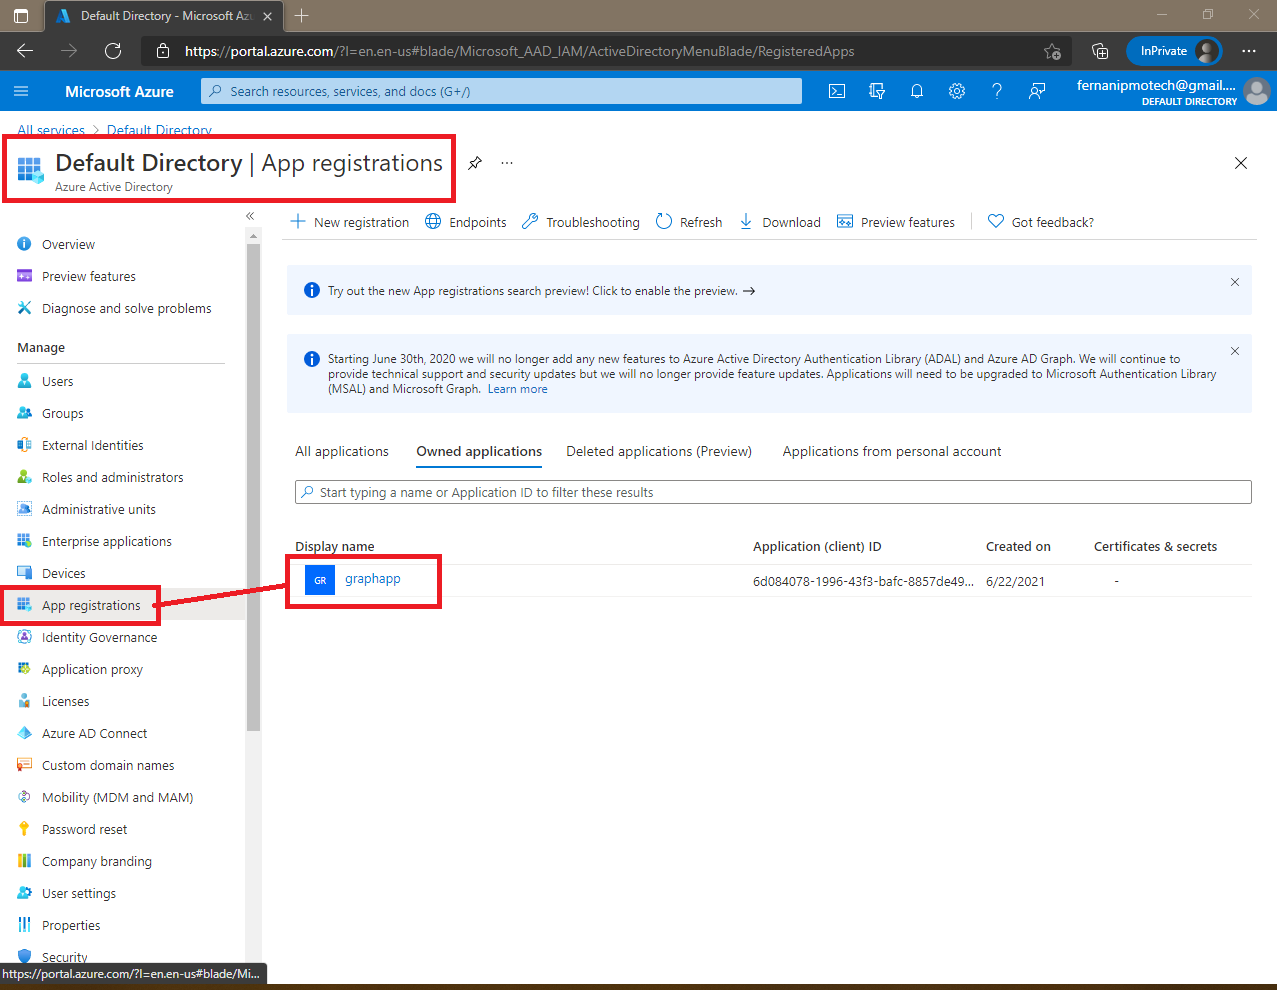 Default Directory - Microsoft Azu
https://portal.azure.com/?l=en.en-us#blade/Microsoft_AAD_IAM/ActiveDirectoryMenuBlade/RegisteredApps
InPrivate
Microsoft Azure
Search resources, services, and docs (G+/)
fernanipmotech@gmail....
DEFAULT DIRECTORY
All services > Default Directory
Default Directory | App registrations
Azure Active Directory
New registration
Endpoints
Troubleshooting
Refresh
Download
Preview features
Got feedback?
Overview
Preview features
Diagnose and solve problems
Manage
Users
Groups
External Identities
Roles and administrators
Administrative units
Enterprise applications
Devices
App registrations
Identity Governance
Application proxy
Licenses
Azure AD Connect
Custom domain names
Mobility (MDM and MAM)
Password reset
Company branding
User settings
Properties
Security
https://portal.azure.com/?l=en.en-us#blade/Mi...
Try out the new App registrations search preview! Click to enable the preview. →
Starting June 30th, 2020 we will no longer add any new features to Azure Active Directory Authentication Library (ADAL) and Azure AD Graph. We will continue to
provide technical support and security updates but we will no longer provide feature updates. Applications will need to be upgraded to Microsoft Authentication Library
(MSAL) and Microsoft Graph. Learn more
All applications
Owned applications
Deleted applications (Preview)
Applications from personal account
Start typing a name or Application ID to filter these results
Display name
Application (client) ID
Created on
Certificates & secrets
GR
graphapp
6d084078-1996-43f3-bafc-8857de49...
6/22/2021
-